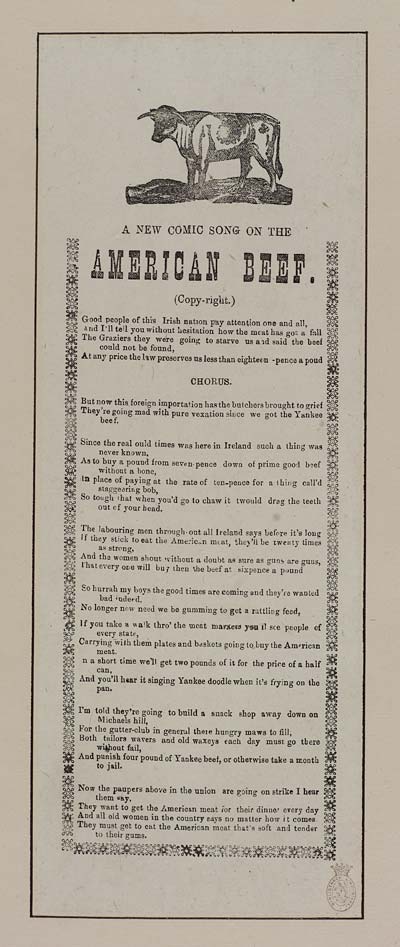 A NEW COMIC SONG ON THE
AMERICAN BEEF.
(Copy-right.)
Good people of this Irish nation pay attention one and all,
and I'll tell you without hesitation how the meat has got a fall
The Graziers they were going to starve us and said the beef
could not be found,
At any price the law preserves us less than eighteen -pence a poud
CHORUS.
But now this foreign importation has the butchers brought to grief
They're going mad with pure vexation since we got the Yankee
beef.
Since the real ould times was here in Ireland such a thing was
never known,
As to buy a pound from seven-pence down of prime good beef
without a bone,
In place of paying at the rate of ten-pence for a thing call'd
staggering bob,
So tough that when you'd go to chaw it twould drag the teeth
out of your head.
The labouring men through-out all Ireland says before it's long
If they stick to eat the American meat, they'll be twenty times
as strong,
And the women shout without a doubt as sure as guns are guns,
That every one will buy then the beef at sixpence a pound
So hurrah my boys the good times are coming and they're wanted
bad indeed.
No longer now need we be gumming to get a rattling feed,
If you take a walk thro' the meat markets you'll see people of
every state,
Carrying with them plates and baskets going to buy the American
meat.
n a short time we'll get two pounds of it for the price of a half
can,
And you'll hear it singing Yankee doodle when it's frying on the
pan.
I'm told they're going to build a snack shop away down on
Michaels hill,
For the gutter-club in general there hungry maws to fill,
Both tailors wavers and old waxeys each day must go there
without fail,
And punish four pound of Yankee beef, or otherwise take a month
to jail.
Now the paupers above in the union are going on strike I hear
them say,
They want to get the American meat for their dinner every day
And all old women in the country says no matter how it comes
They must get to eat the American meat that's soft and tender
to their gums.